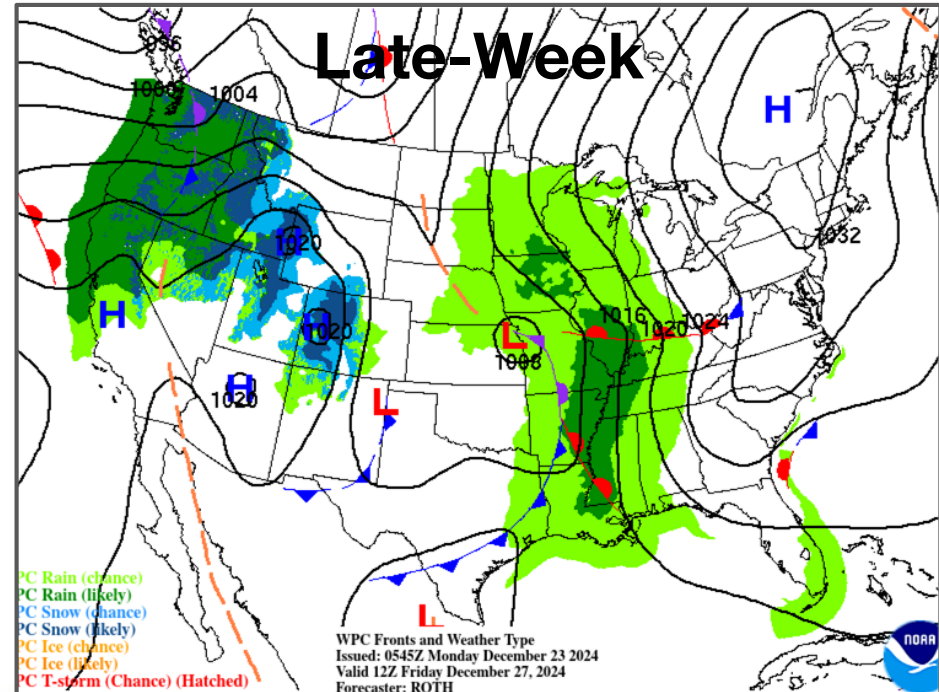 Late-Week
996
1000
1004
H
1032
1020
H
1020
H
1020
1016
1020
1024
L
1008
L
L
PC Rain (chance)
PC Rain (likely)
PC Snow (chance)
PC Snow (likely)
PC Ice (chance)
PC Ice (likely)
PC T-storm (Chance) (Hatched)
WPC Fronts and Weather Type
Issued: 0545Z Monday December 23 2024
Valid 12Z Friday December 27, 2024
Forecaster: ROTH
NOAA